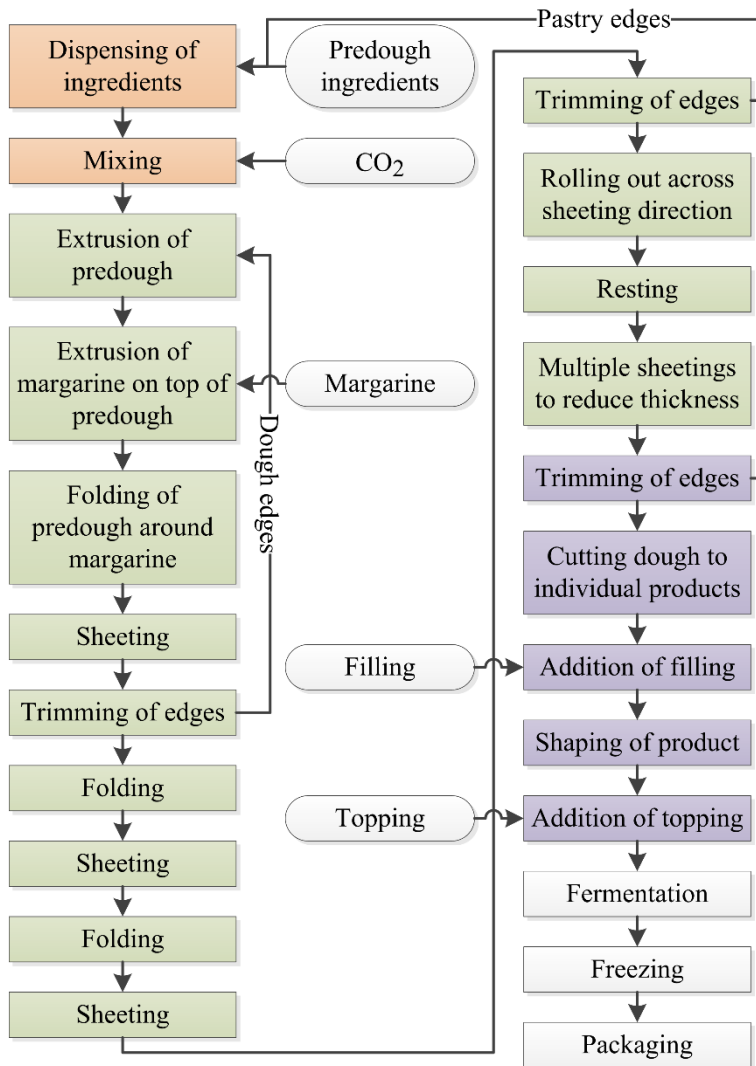 Pastry edges
Dispensing of
ingredients
Predough
ingredients
Mixing
CO₂
Extrusion of
predough
Extrusion of
margarine on top of
predough
Margarine
Dough edges
Folding of
predough around
margarine
Sheeting
Trimming of edges
Folding
Sheeting
Folding
Sheeting
Trimming of edges
Rolling out across
sheeting direction
Resting
Multiple sheetings
to reduce thickness
Trimming of edges
Cutting dough to
individual products
Filling
Addition of filling
Shaping of product
Topping
Addition of topping
Fermentation
Freezing
Packaging